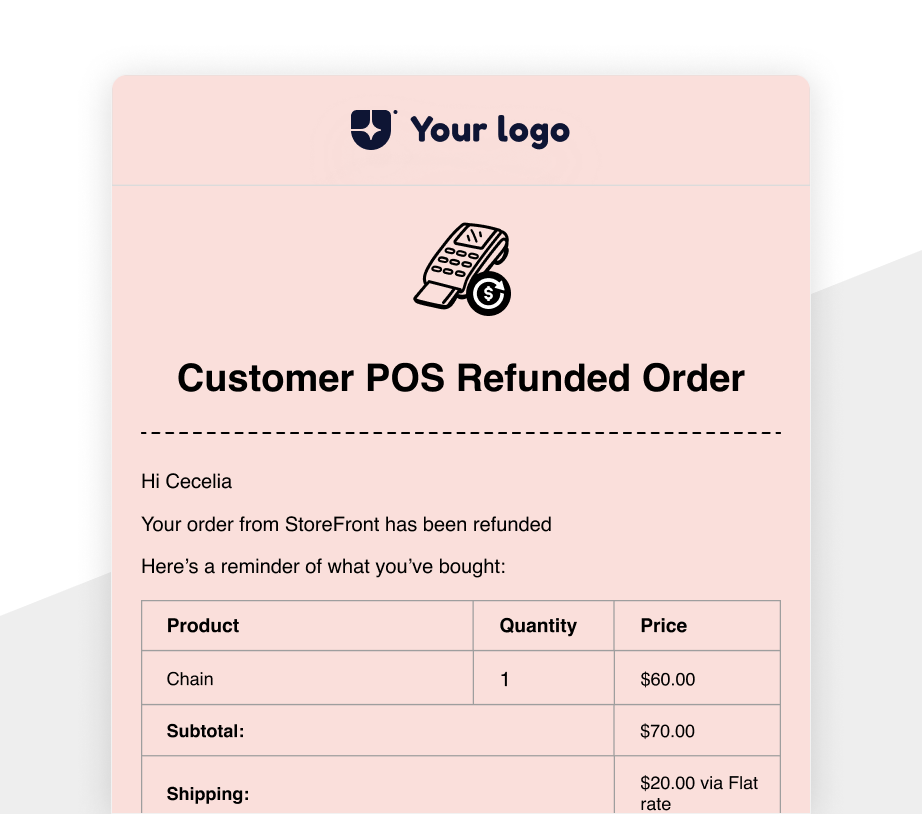 Your logo
$
Customer POS Refunded Order
Hi Cecelia
Your order from StoreFront has been refunded
Here’s a reminder of what you’ve bought:
Product Quantity Price
Chain 1 $60.00
Subtotal: $70.00
Shipping: $20.00 via Flat
rate